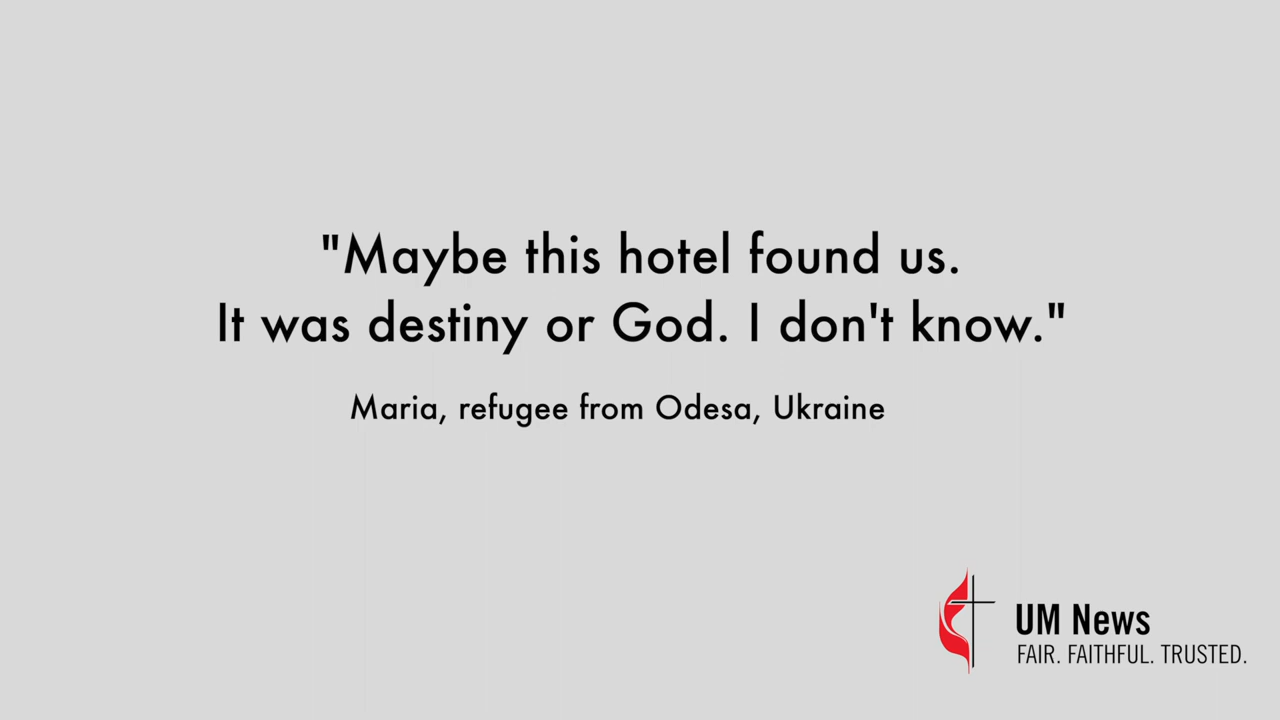 "Maybe this hotel found us.
It was destiny or God. I don't know."
Maria, refugee from Odesa, Ukraine
UM News
FAIR. FAITHFUL. TRUSTED.